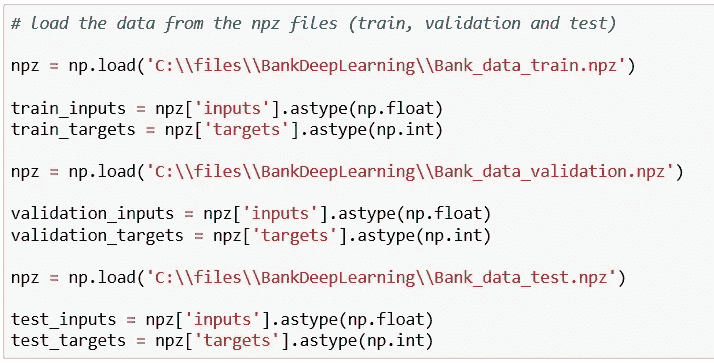 # load the data from the npz files (train, validation and test)
npz = np.load('C:\\files\\BankDeepLearning\\Bank_data_train.npz')
train_inputs = npz['inputs'].astype(np.float)
train_targets = npz['targets'].astype(np.int)
npz = np.load('C:\\files\\BankDeepLearning\\Bank_data_validation.npz')
validation_inputs = npz['inputs'].astype(np.float)
validation_targets = npz['targets'].astype(np.int)
npz = np.load('C:\\files\\BankDeepLearning\\Bank_data_test.npz')
test_inputs = npz['inputs'].astype(np.float)
test_targets = npz['targets'].astype(np.int)